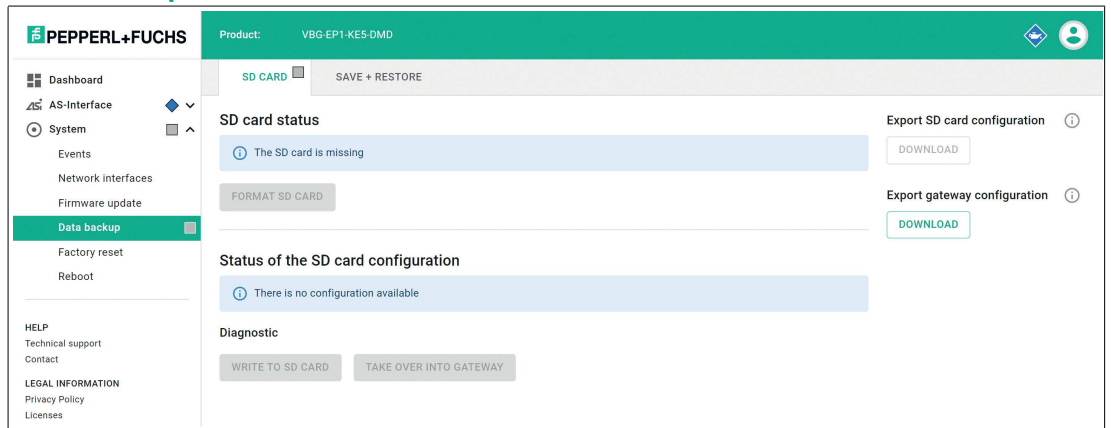 PEPPERL+FUCHS
Product: VBG-EP1-KE5-DMD
Dashboard
AS-Interface
System
Events
Network interfaces
Firmware update
Data backup
Factory reset
Reboot
HELP
Technical support
Contact
LEGAL INFORMATION
Privacy Policy
Licenses
SD CARD SAVE + RESTORE
SD card status
The SD card is missing
FORMAT SD CARD
Status of the SD card configuration
There is no configuration available
Diagnostic
WRITE TO SD CARD TAKE OVER INTO GATEWAY
Export SD card configuration
DOWNLOAD
Export gateway configuration
DOWNLOAD